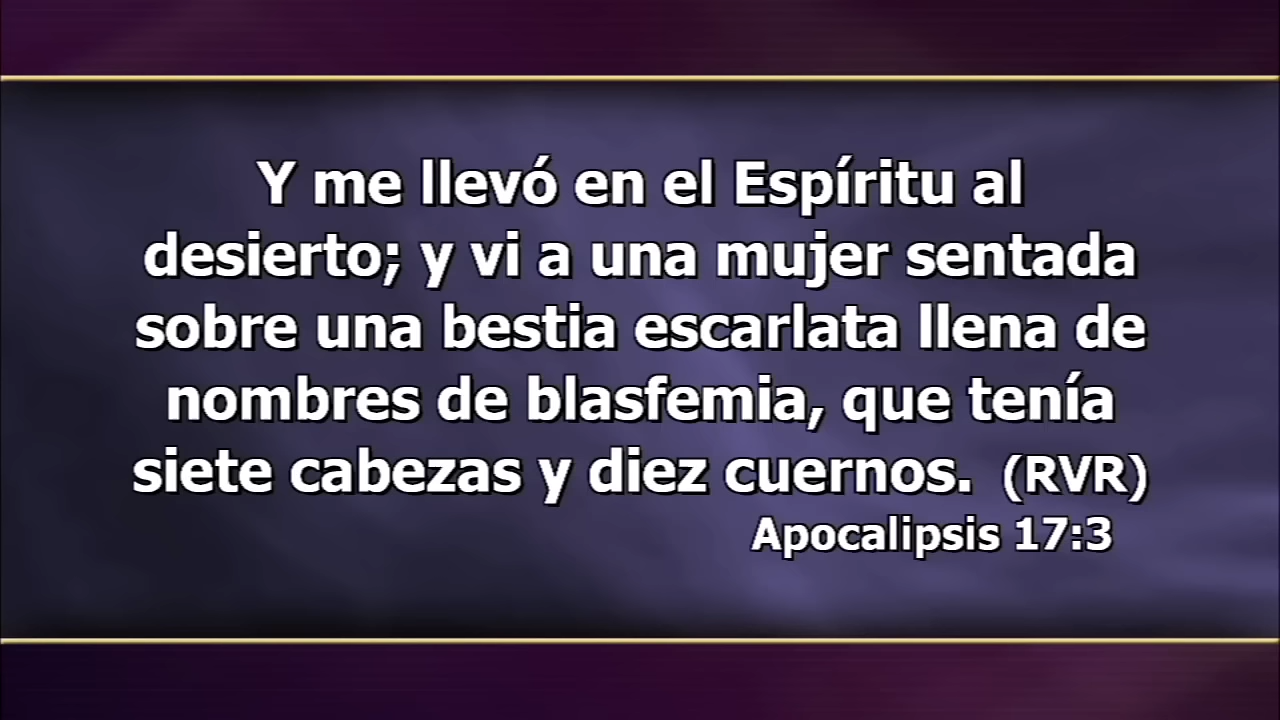 Y me llevó en el Espíritu al
desierto; y vi a una mujer sentada
sobre una bestia escarlata llena de
nombres de blasfemia, que tenía
siete cabezas y diez cuernos. (RVR)
Apocalipsis 17:3